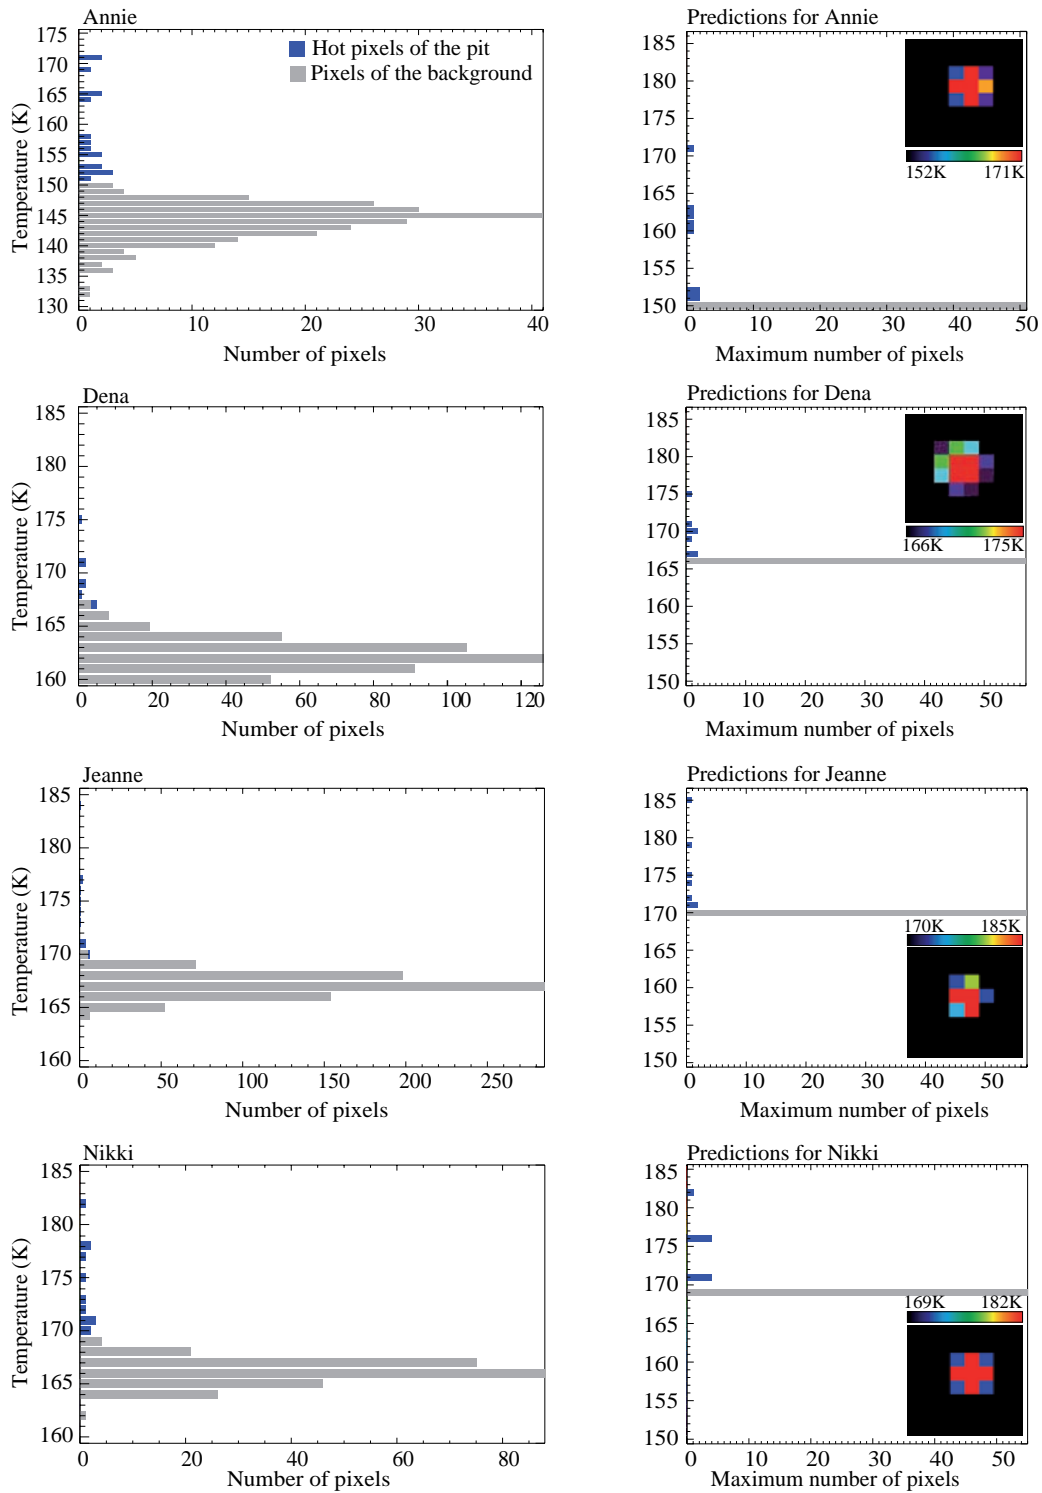 Annie
Hot pixels of the pit
Pixels of the background
Temperature (K)
175
170
165
160
155
150
145
140
135
130
0 10 20 30 40
Number of pixels
Predictions for Annie
185
180
175
170
165
160
155
150
152K 171K
0 10 20 30 40 50
Maximum number of pixels
Dena
Temperature (K)
185
180
175
170
165
160
0 20 40 60 80 100 120
Number of pixels
Predictions for Dena
185
180
175
170
165
160
155
150
166K 175K
0 10 20 30 40 50
Maximum number of pixels
Jeanne
Temperature (K)
185
180
175
170
165
160
0 50 100 150 200 250
Number of pixels
Predictions for Jeanne
185
180
175
170
165
160
155
150
170K 185K
0 10 20 30 40 50
Maximum number of pixels
Nikki
Temperature (K)
185
180
175
170
165
160
0 20 40 60 80
Number of pixels
Predictions for Nikki
185
180
175
170
165
160
155
150
169K 182K
0 10 20 30 40 50
Maximum number of pixels